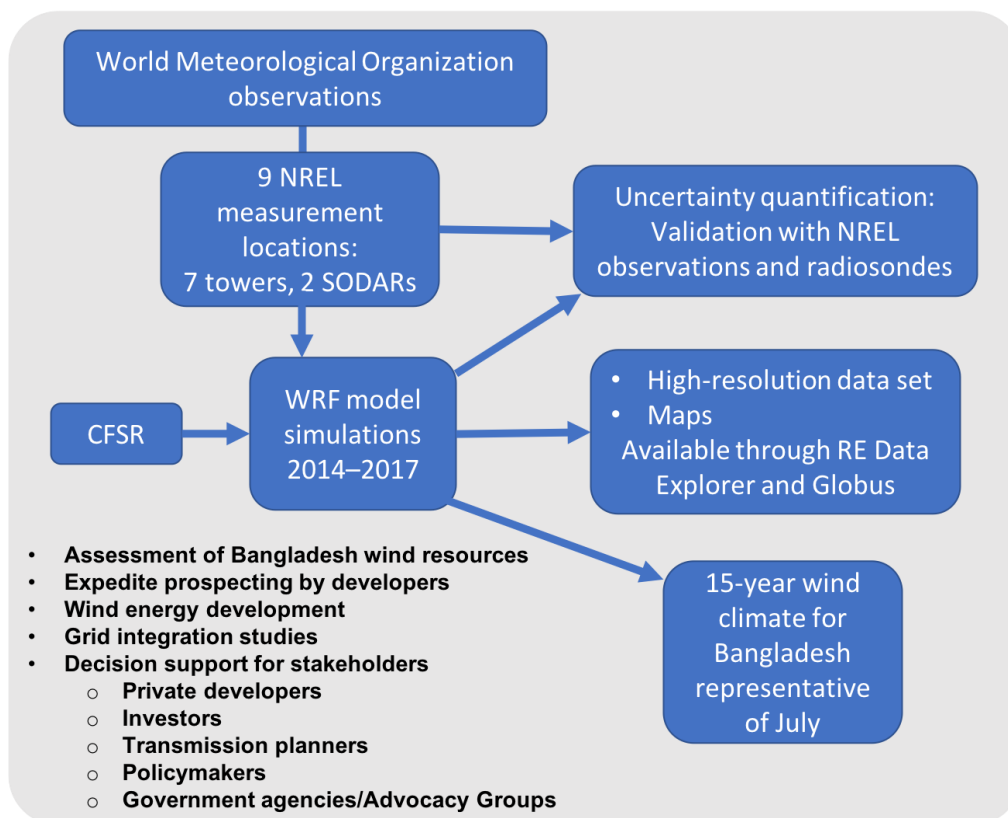 World Meteorological Organization
observations
9 NREL
measurement
locations:
7 towers, 2 SODARs
Uncertainty quantification:
Validation with NREL
observations and radiosondes
CFSR
WRF model
simulations
2014–2017
• High-resolution data set
• Maps
Available through RE Data
Explorer and Globus
15-year wind
climate for
Bangladesh
representative
of July
• Assessment of Bangladesh wind resources
• Expedite prospecting by developers
• Wind energy development
• Grid integration studies
• Decision support for stakeholders
o Private developers
o Investors
o Transmission planners
o Policymakers
o Government agencies/Advocacy Groups